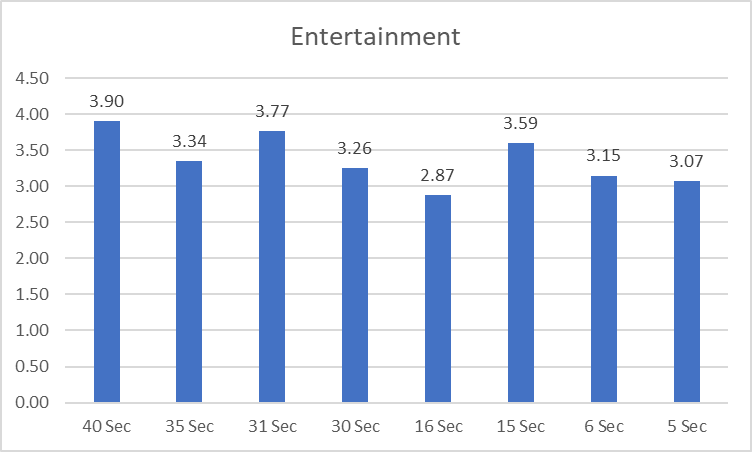 Entertainment
4.50
4.00
3.50
3.00
2.50
2.00
1.50
1.00
0.50
0.00
3.90
3.34
3.77
3.26
2.87
3.59
3.15
3.07
40 Sec
35 Sec
31 Sec
30 Sec
16 Sec
15 Sec
6 Sec
5 Sec